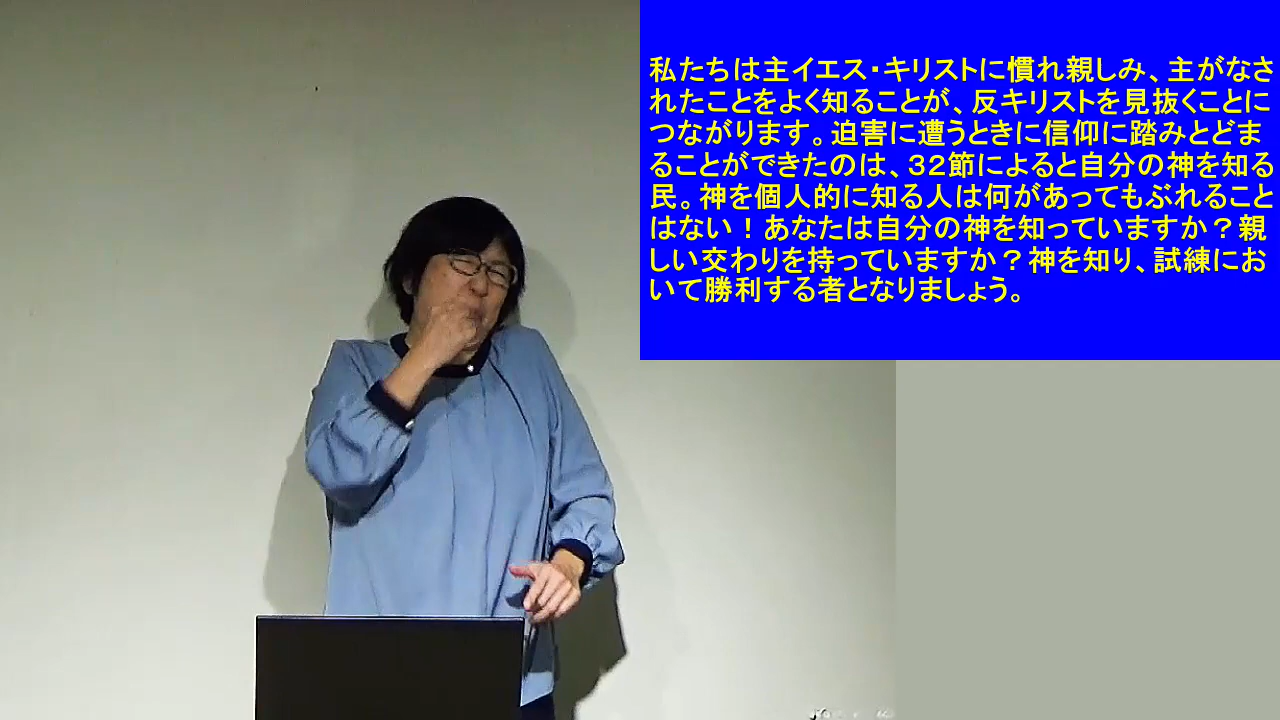 私たちは主イエス・キリストに慣れ親しみ、主がなさ
れたことをよく知ることが、反キリストを見抜くことに
つながります。迫害に遭うときに信仰に踏みとどま
ることができたのは、３２節によると自分の神を知る
民。神を個人的に知る人は何があってもぶれること
はない！あなたは自分の神を知っていますか？親
しい交わりを持っていますか？神を知り、試練にお
いて勝利する者となりましょう。